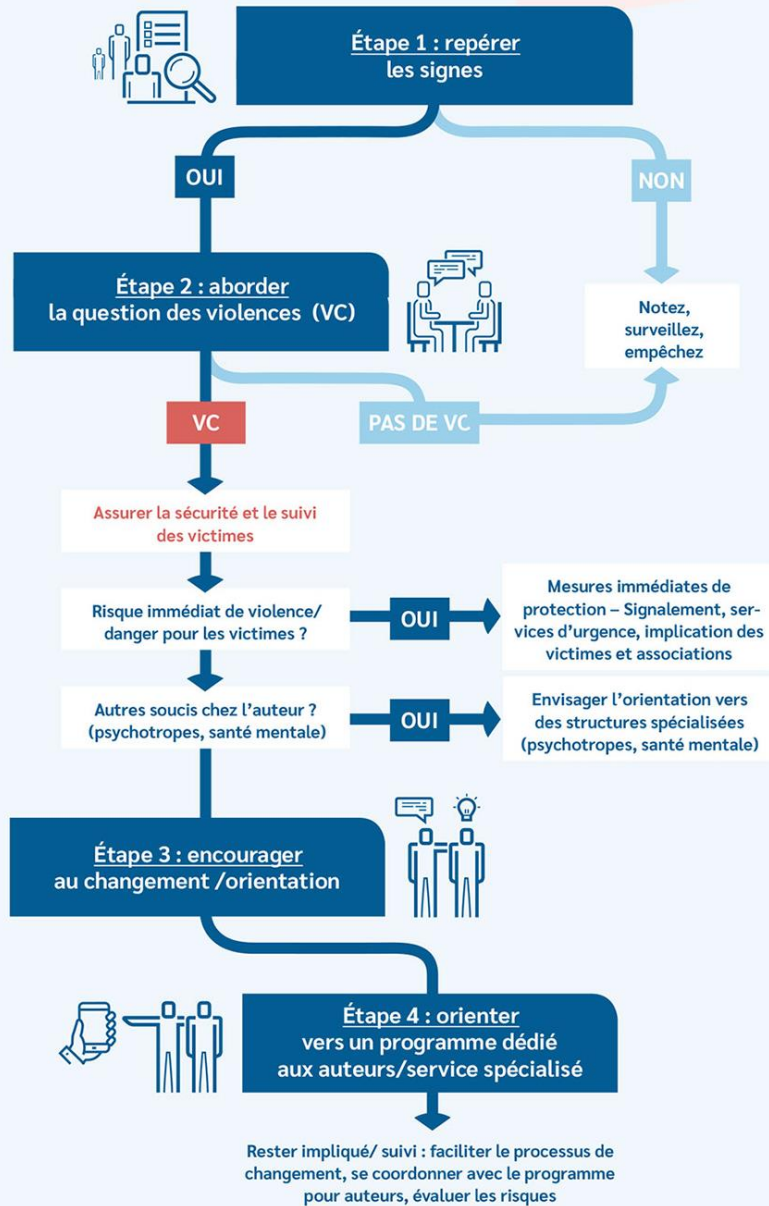 Étape 1 : repérer
les signes
OUI
NON
Étape 2 : aborder
la question des violences (VC)
Notez,
surveillez,
empêchez
VC
PAS DE VC
Assurer la sécurité et le suivi
des victimes
Risque immédiat de violence/
danger pour les victimes ?
OUI
Mesures immédiates de
protection – Signalement, ser-
vices d’urgence, implication des
victimes et associations
Autres soucis chez l’auteur ?
(psychotropes, santé mentale)
OUI
Envisager l’orientation vers
des structures spécialisées
(psychotropes, santé mentale)
Étape 3 : encourager
au changement /orientation
Étape 4 : orienter
vers un programme dédié
aux auteurs/service spécialisé
Rester impliqué/ suivi : faciliter le processus de
changement, se coordonner avec le programme
pour auteurs, évaluer les risques